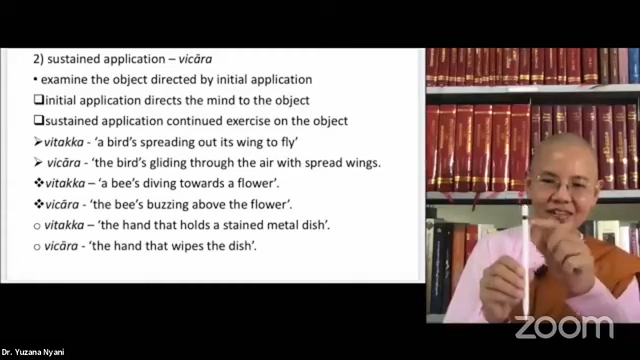 2) sustained application – vicāra
• examine the object directed by initial application
❑initial application directs the mind to the object
❑sustained application continued exercise on the object
➢vitakka - ‘a bird’s spreading out its wing to fly’
➢ vicāra - ‘the bird’s gliding through the air with spread wings.
❖vitakka – ‘a bee’s diving towards a flower’.
❖vicāra - ‘the bee’s buzzing above the flower’.
o vitakka – ‘the hand that holds a stained metal dish’.
o vicāra - ‘the hand that wipes the dish’.
Dr. Yuzana Nyani
zoom